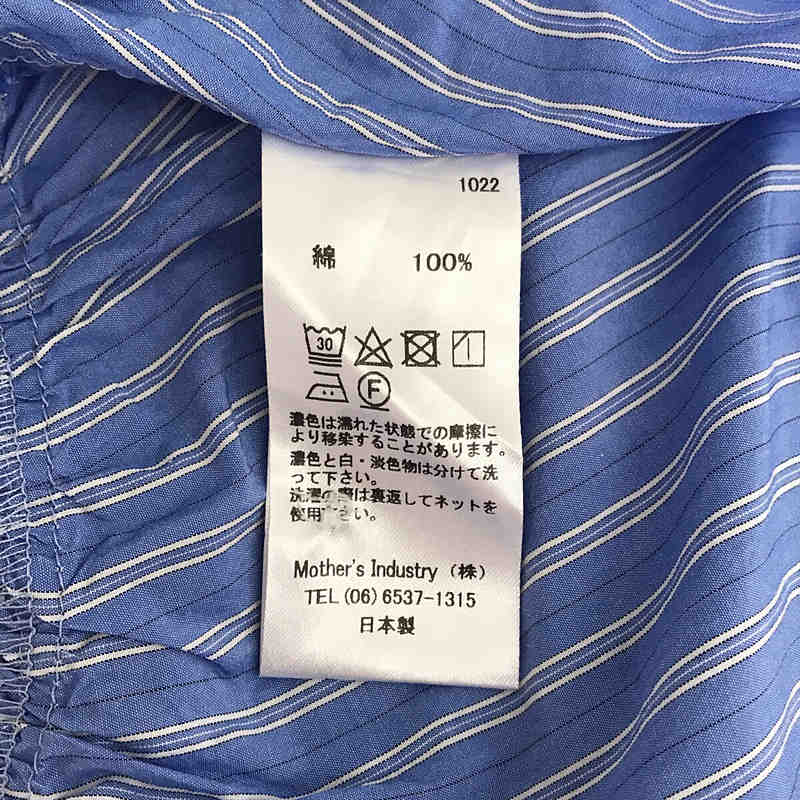 1022
綿 100%
30
F
濃色は濡れた状態での摩擦に
より移染することがあります。
濃色と白・淡色物は分けて洗
って下さい。
洗濯の際は裏返してネットを
使用下さい。
Mother's Industry (株)
TEL(06)6537-1315
日本製